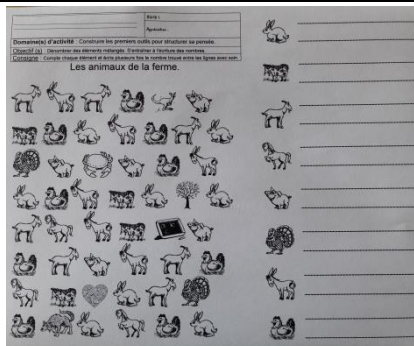 Date :
Appréciation :
Domaine(s) d'activité : Construire les premiers outils pour structurer sa pensée.
Objectif (s) : Dénombrer des éléments mélangés. S'entraîner à l'écriture des nombres.
Consigne : Compte chaque élément et écris plusieurs fois le nombre trouvé entre les lignes avec soin.
Les animaux de la ferme.